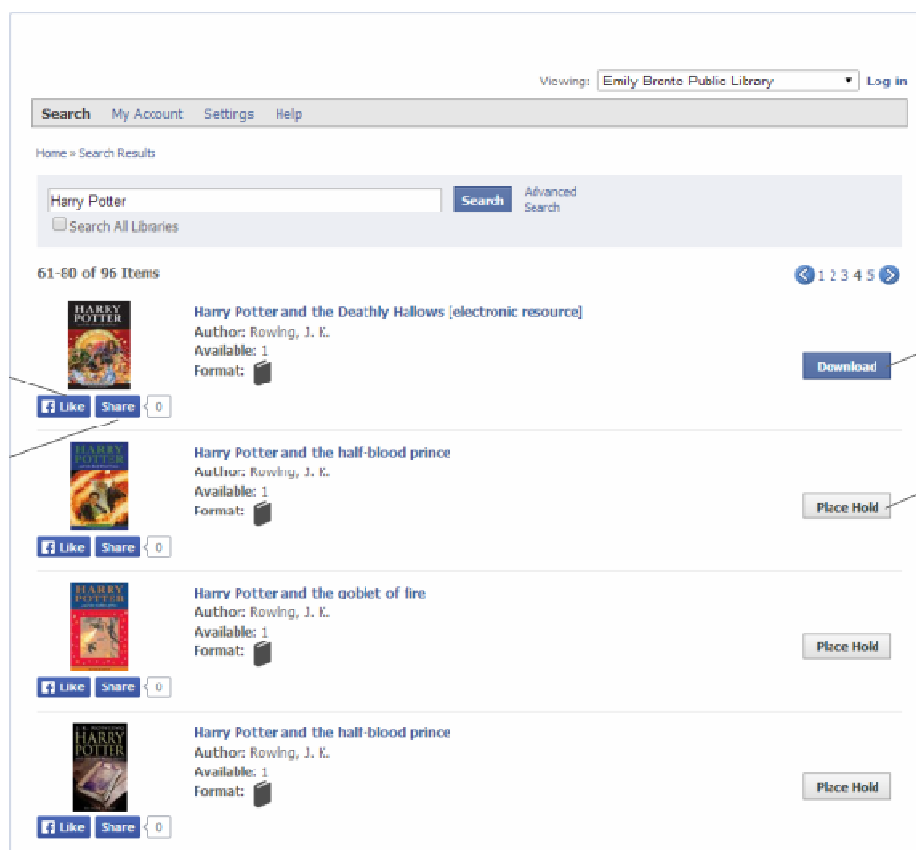 Viewing: Emily Bronte Public Library Log in
Search My Account Settings Help
Home » Search Results
Harry Potter Search Advanced Search
Search All Libraries
61-80 of 96 Items 1 2 3 4 5
HARRY POTTER
Harry Potter and the Deathly Hallows [electronic resource]
Author: Rowling, J. K.
Available: 1
Format:
Download
Like Share 0
HARRY POTTER
Harry Potter and the half-blood prince
Author: Rowling, J. K.
Available: 1
Format:
Place Hold
Like Share 0
HARRY POTTER
Harry Potter and the goblet of fire
Author: Rowling, J. K.
Available: 1
Format:
Place Hold
Like Share 0
HARRY POTTER
Harry Potter and the half-blood prince
Author: Rowling, J. K.
Available: 1
Format:
Place Hold
Like Share 0